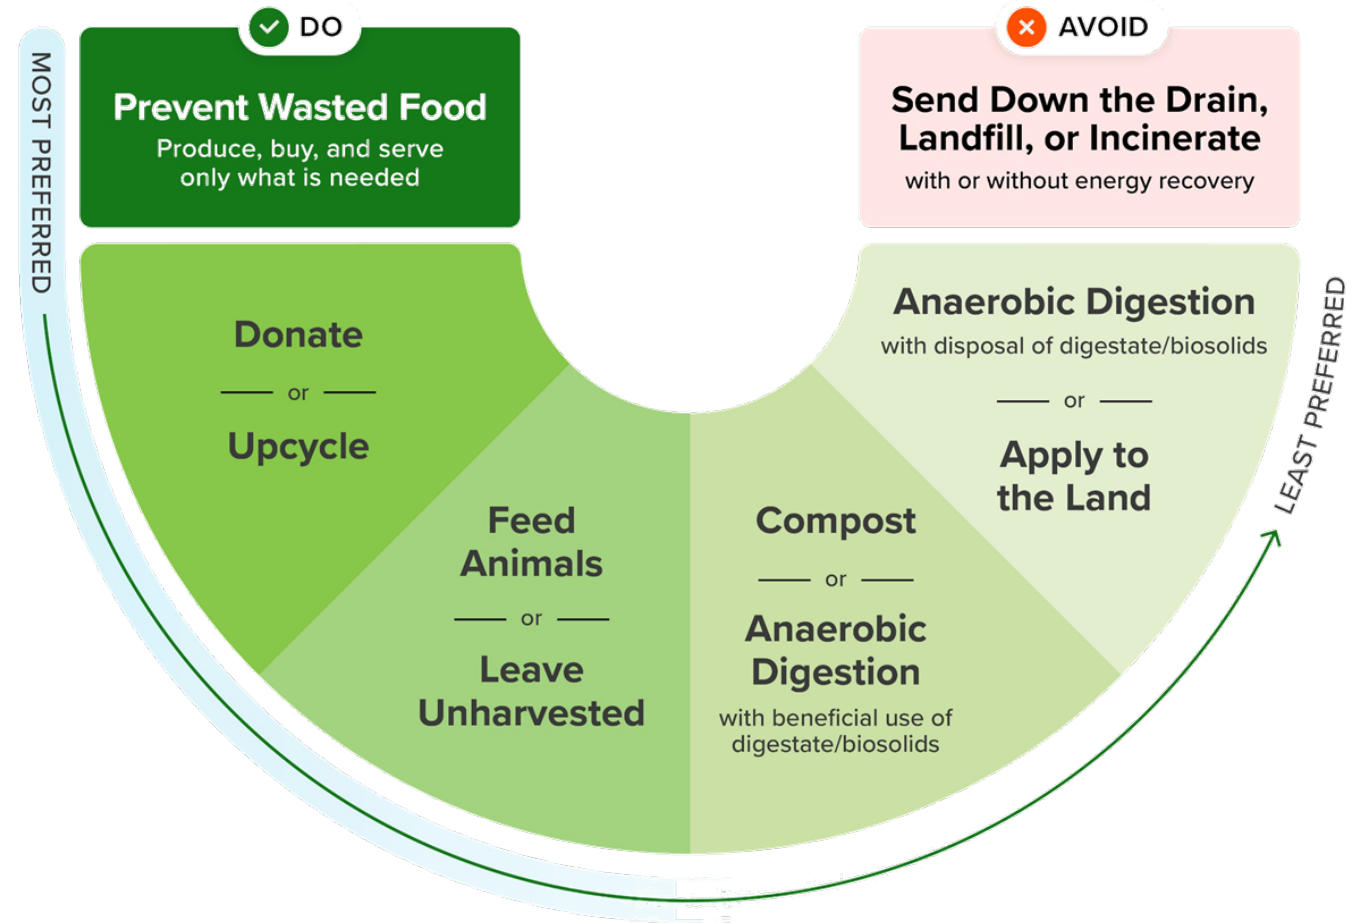 DO
Prevent Wasted Food
Produce, buy, and serve
only what is needed
AVOID
Send Down the Drain,
Landfill, or Incinerate
with or without energy recovery
MOST PREFERRED
Donate
or
Upcycle
Feed
Animals
or
Leave
Unharvested
Compost
or
Anaerobic
Digestion
with beneficial use of
digestate/biosolids
Anaerobic Digestion
with disposal of digestate/biosolids
or
Apply to
the Land
LEAST PREFERRED